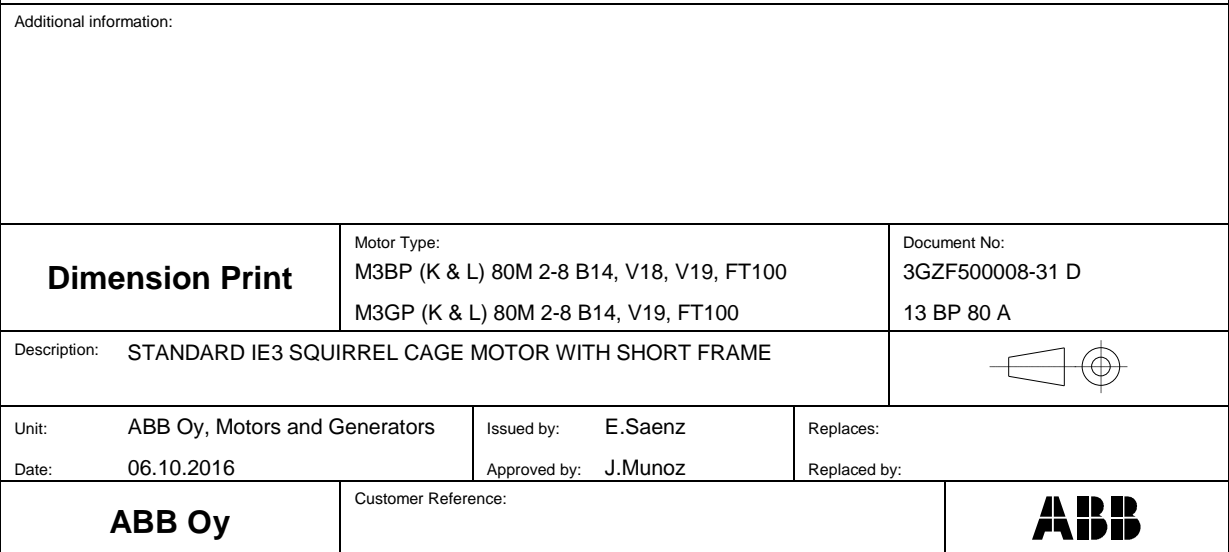 Additional information:
Dimension Print
Motor Type:
M3BP (K & L) 80M 2-8 B14, V18, V19, FT100
M3GP (K & L) 80M 2-8 B14, V19, FT100
Document No:
3GZF500008-31 D
13 BP 80 A
Description: STANDARD IE3 SQUIRREL CAGE MOTOR WITH SHORT FRAME
Unit: ABB Oy, Motors and Generators
Date: 06.10.2016
Issued by: E.Saenz
Approved by: J.Munoz
Replaces:
Replaced by:
ABB Oy
Customer Reference:
ABB